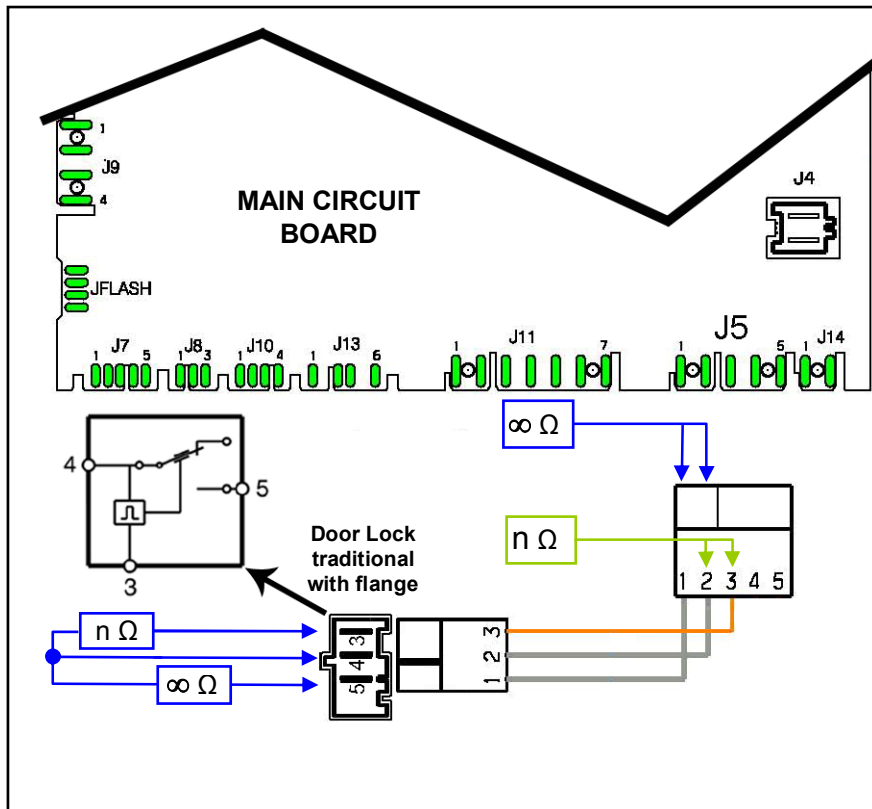 1
J9
4
MAIN CIRCUIT
BOARD
J4
JFLASH
J7
1 5
J8
1 3
J10
1 4
J13
1 6
J11
1 7
J5
1 5
J14
1
∞ Ω
4
5
3
Door Lock
traditional
with flange
n Ω
1 2 3 4 5
n Ω
3
4
5
∞ Ω
3
2
1